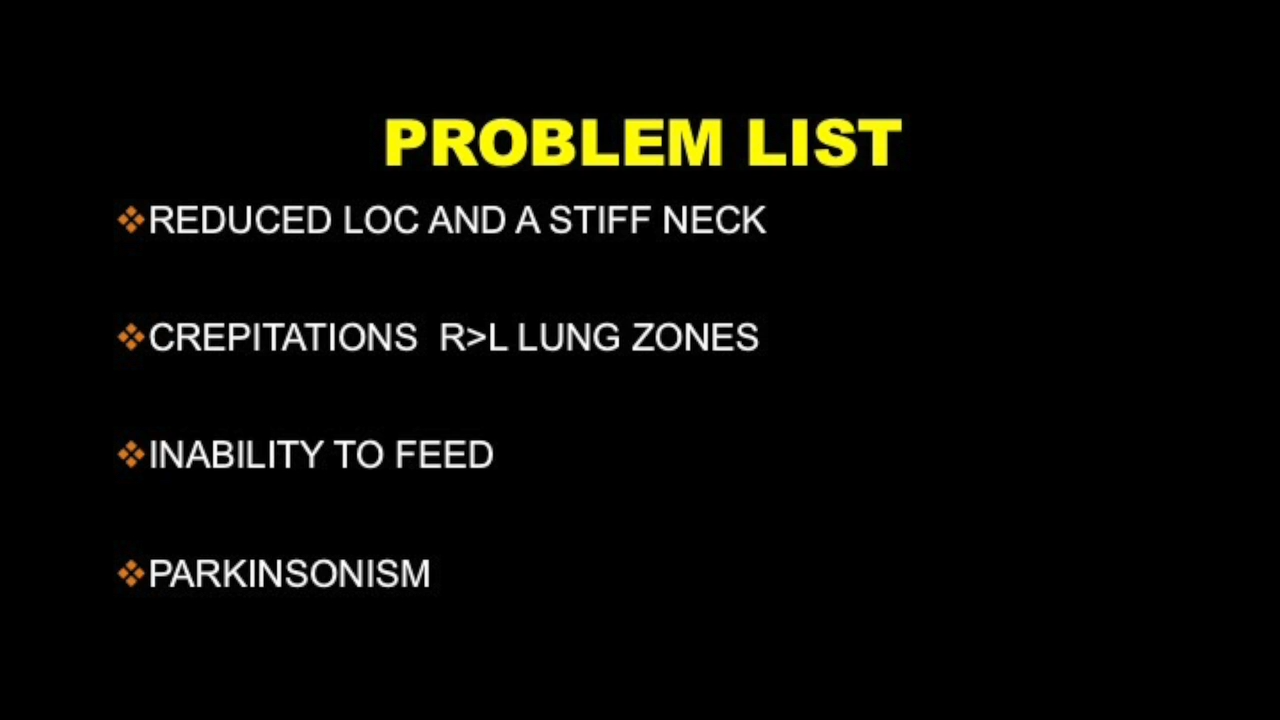 PROBLEM LIST
❖REDUCED LOC AND A STIFF NECK
❖CREPITATIONS  R>L LUNG ZONES
❖INABILITY TO FEED
❖PARKINSONISM